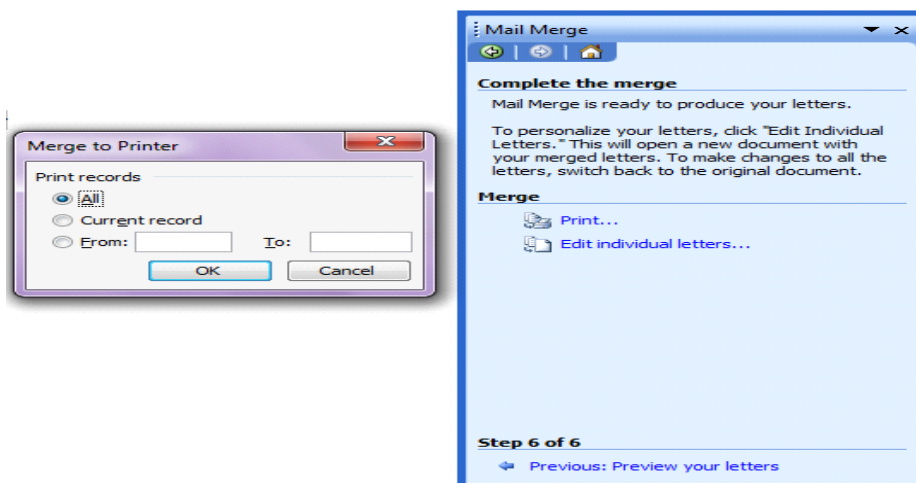 Merge to Printer
Print records
All
Current record
From: To:
OK Cancel
Mail Merge
Complete the merge
Mail Merge is ready to produce your letters.
To personalize your letters, click "Edit Individual
Letters." This will open a new document with
your merged letters. To make changes to all the
letters, switch back to the original document.
Merge
Print...
Edit individual letters...
Step 6 of 6
Previous: Preview your letters